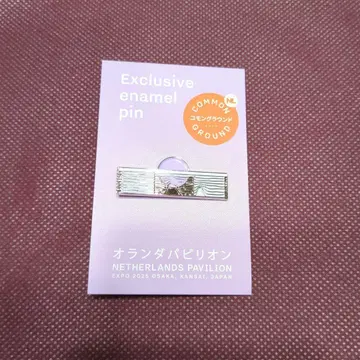 Exclusive
enamel
pin
NL
COMMON
コモングラウンド
GROUND
オランダパビリオン
NETHERLANDS PAVILION
EXPO 2025 OSAKA, KANSAI, JAPAN